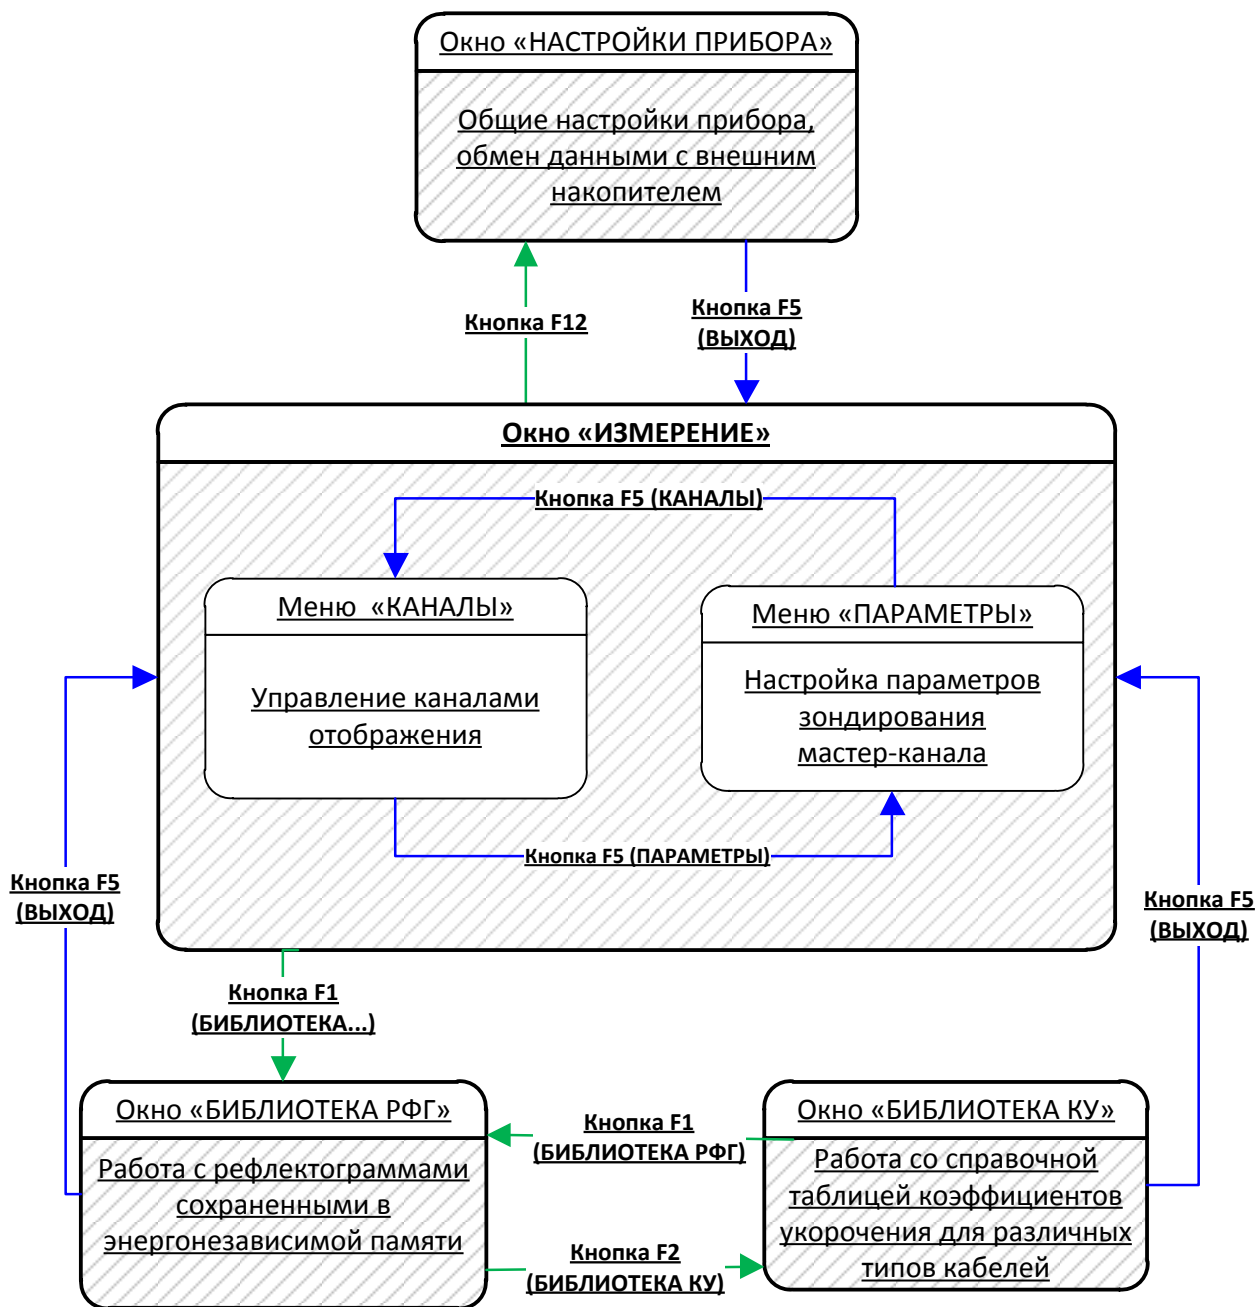 Окно «НАСТРОЙКИ ПРИБОРА»
Общие настройки прибора,
обмен данными с внешним
накопителем
Кнопка F12
Кнопка F5
(ВЫХОД)
Окно «ИЗМЕРЕНИЕ»
Кнопка F5 (КАНАЛЫ)
Меню «КАНАЛЫ»
Управление каналами
отображения
Меню «ПАРАМЕТРЫ»
Настройка параметров
зондирования
мастер-канала
Кнопка F5 (ПАРАМЕТРЫ)
Кнопка F5
(ВЫХОД)
Кнопка F5
(ВЫХОД)
Кнопка F1
(БИБЛИОТЕКА...)
Окно «БИБЛИОТЕКА РФГ»
Работа с рефлектограммами
сохраненными в
энергонезависимой памяти
Кнопка F1
(БИБЛИОТЕКА РФГ)
Кнопка F2
(БИБЛИОТЕКА КУ)
Окно «БИБЛИОТЕКА КУ»
Работа со справочной
таблицей коэффициентов
укорочения для различных
типов кабелей